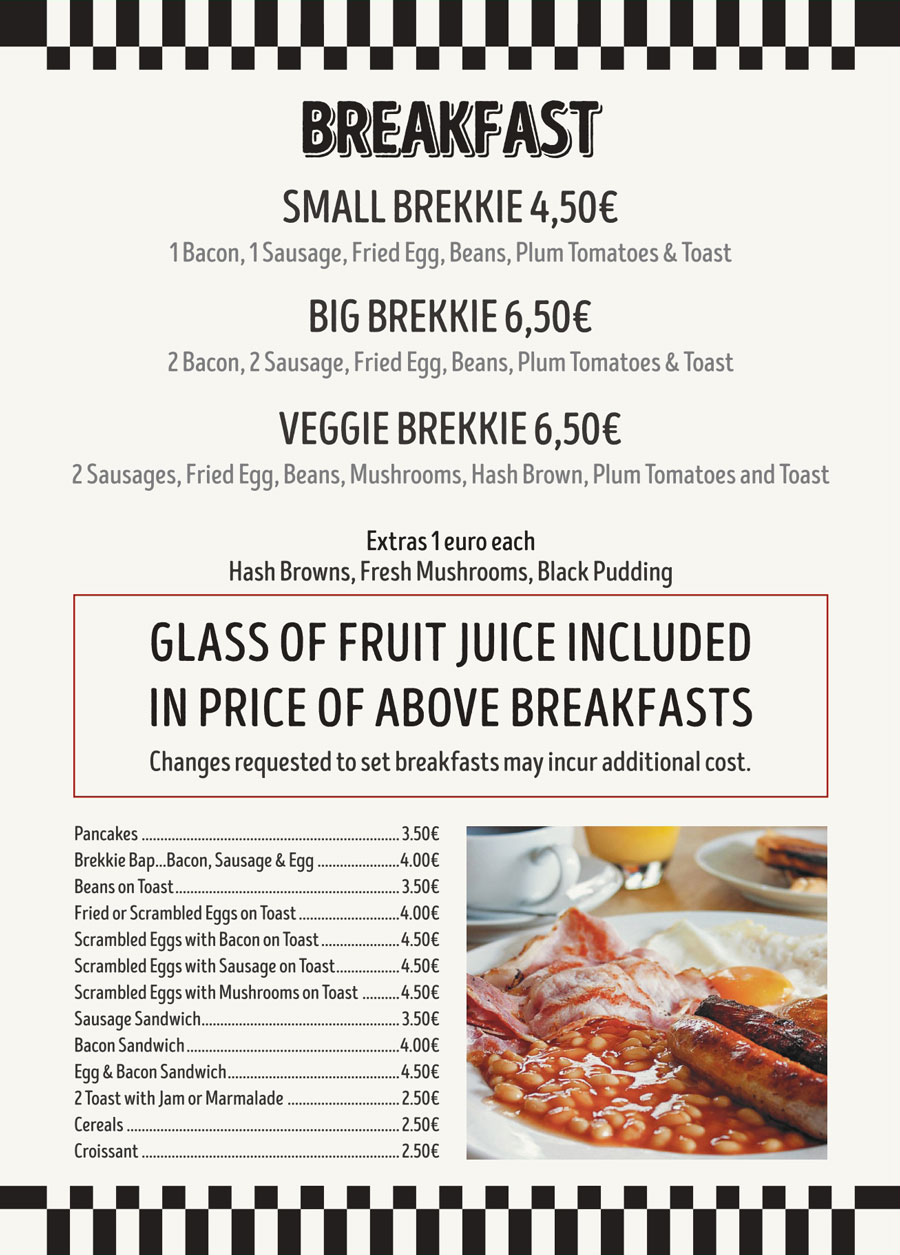 BREAKFAST
SMALL BREKKIE 4,50€
1 Bacon, 1 Sausage, Fried Egg, Beans, Plum Tomatoes & Toast
BIG BREKKIE 6,50€
2 Bacon, 2 Sausage, Fried Egg, Beans, Plum Tomatoes & Toast
VEGGIE BREKKIE 6,50€
2 Sausages, Fried Egg, Beans, Mushrooms, Hash Brown, Plum Tomatoes and Toast
Extras 1 euro each
Hash Browns, Fresh Mushrooms, Black Pudding
GLASS OF FRUIT JUICE INCLUDED
IN PRICE OF ABOVE BREAKFASTS
Changes requested to set breakfasts may incur additional cost.
Pancakes ..................................................................... 3.50€
Brekkie Bap...Bacon, Sausage & Egg ...................... 4.00€
Beans on Toast............................................................ 3.50€
Fried or Scrambled Eggs on Toast ........................... 4.00€
Scrambled Eggs with Bacon on Toast ..................... 4.50€
Scrambled Eggs with Sausage on Toast................. 4.50€
Scrambled Eggs with Mushrooms on Toast .......... 4.50€
Sausage Sandwich..................................................... 3.50€
Bacon Sandwich ......................................................... 4.00€
Egg & Bacon Sandwich.............................................. 4.50€
2 Toast with Jam or Marmalade .............................. 2.50€
Cereals ......................................................................... 2.50€
Croissant ..................................................................... 2.50€